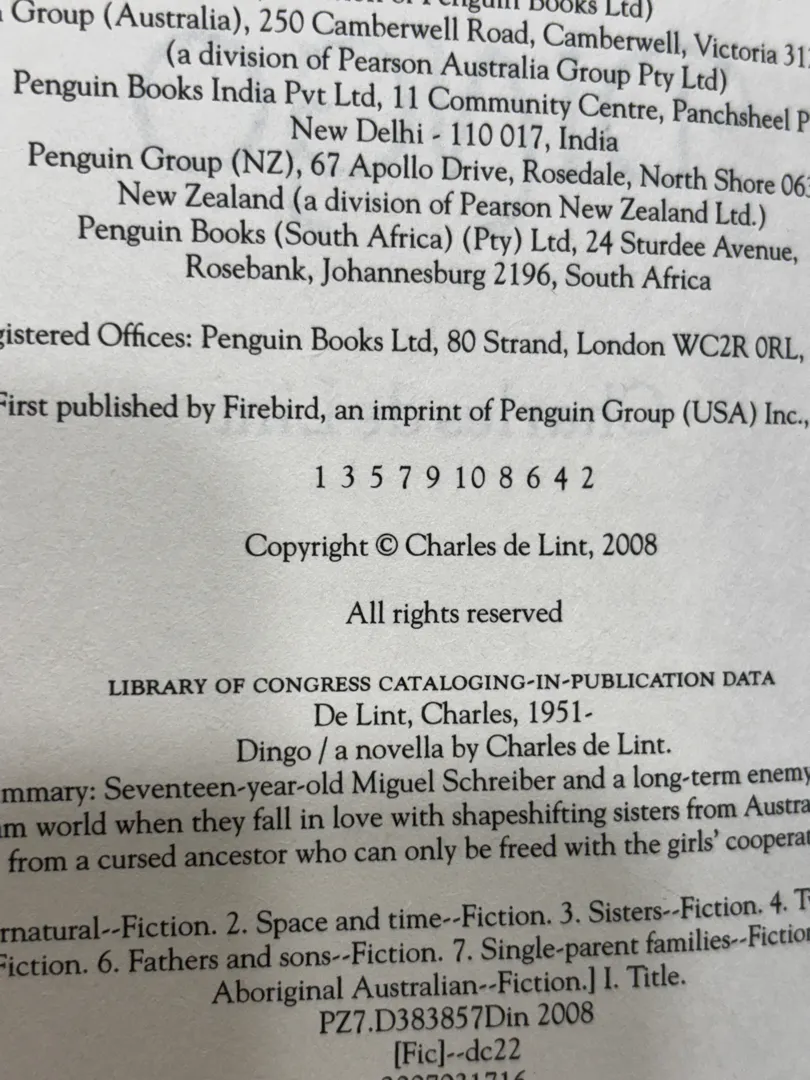 Penguin Books Ltd)
Group (Australia), 250 Camberwell Road, Camberwell, Victoria
(a division of Pearson Australia Group Pty Ltd)
Penguin Books India Pvt Ltd, 11 Community Centre, Panchsheel P
New Delhi - 110 017, India
Penguin Group (NZ), 67 Apollo Drive, Rosedale, North Shore 063
New Zealand (a division of Pearson New Zealand Ltd.)
Penguin Books (South Africa) (Pty) Ltd, 24 Sturdee Avenue,
Rosebank, Johannesburg 2196, South Africa
gistered Offices: Penguin Books Ltd, 80 Strand, London WC2R 0RL,
First published by Firebird, an imprint of Penguin Group (USA) Inc.,
1 3 5 7 9 10 8 6 4 2
Copyright © Charles de Lint, 2008
All rights reserved
LIBRARY OF CONGRESS CATALOGING-IN-PUBLICATION DATA
De Lint, Charles, 1951-
Dingo / a novella by Charles de Lint.
mmary: Seventeen-year-old Miguel Schreiber and a long-term enemy
am world when they fall in love with shapeshifting sisters from Austra
from a cursed ancestor who can only be freed with the girls' cooperat
rnatural--Fiction. 2. Space and time--Fiction. 3. Sisters--Fiction. 4. T
Fiction. 6. Fathers and sons--Fiction. 7. Single-parent families--Fiction
Aboriginal Australian--Fiction.] I. Title.
PZ7.D383857Din 2008
[Fic]--dc22